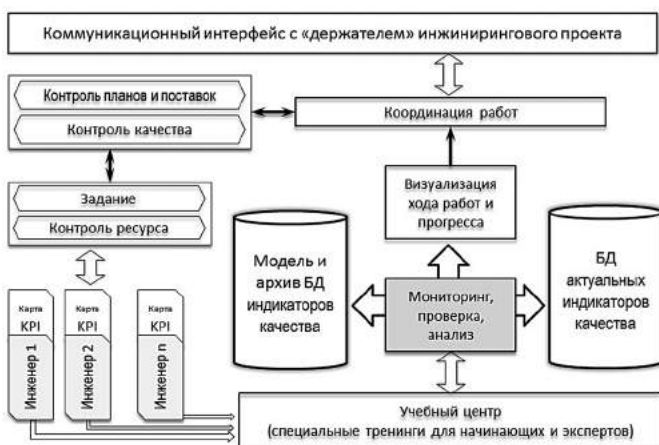 Коммуникационный интерфейс с «держателем» инжинирингового проекта
Контроль планов и поставок
Контроль качества
Координация работ
Задание
Контроль ресурса
Визуализация
хода работ и
прогресса
Модель и
архив БД
индикаторов
качества
Мониторинг,
проверка,
анализ
БД
актуальных
индикаторов
качества
Карта
KPI
Инженер 1
Карта
KPI
Инженер 2
Карта
KPI
Инженер n
Учебный центр
(специальные тренинги для начинающих и экспертов)